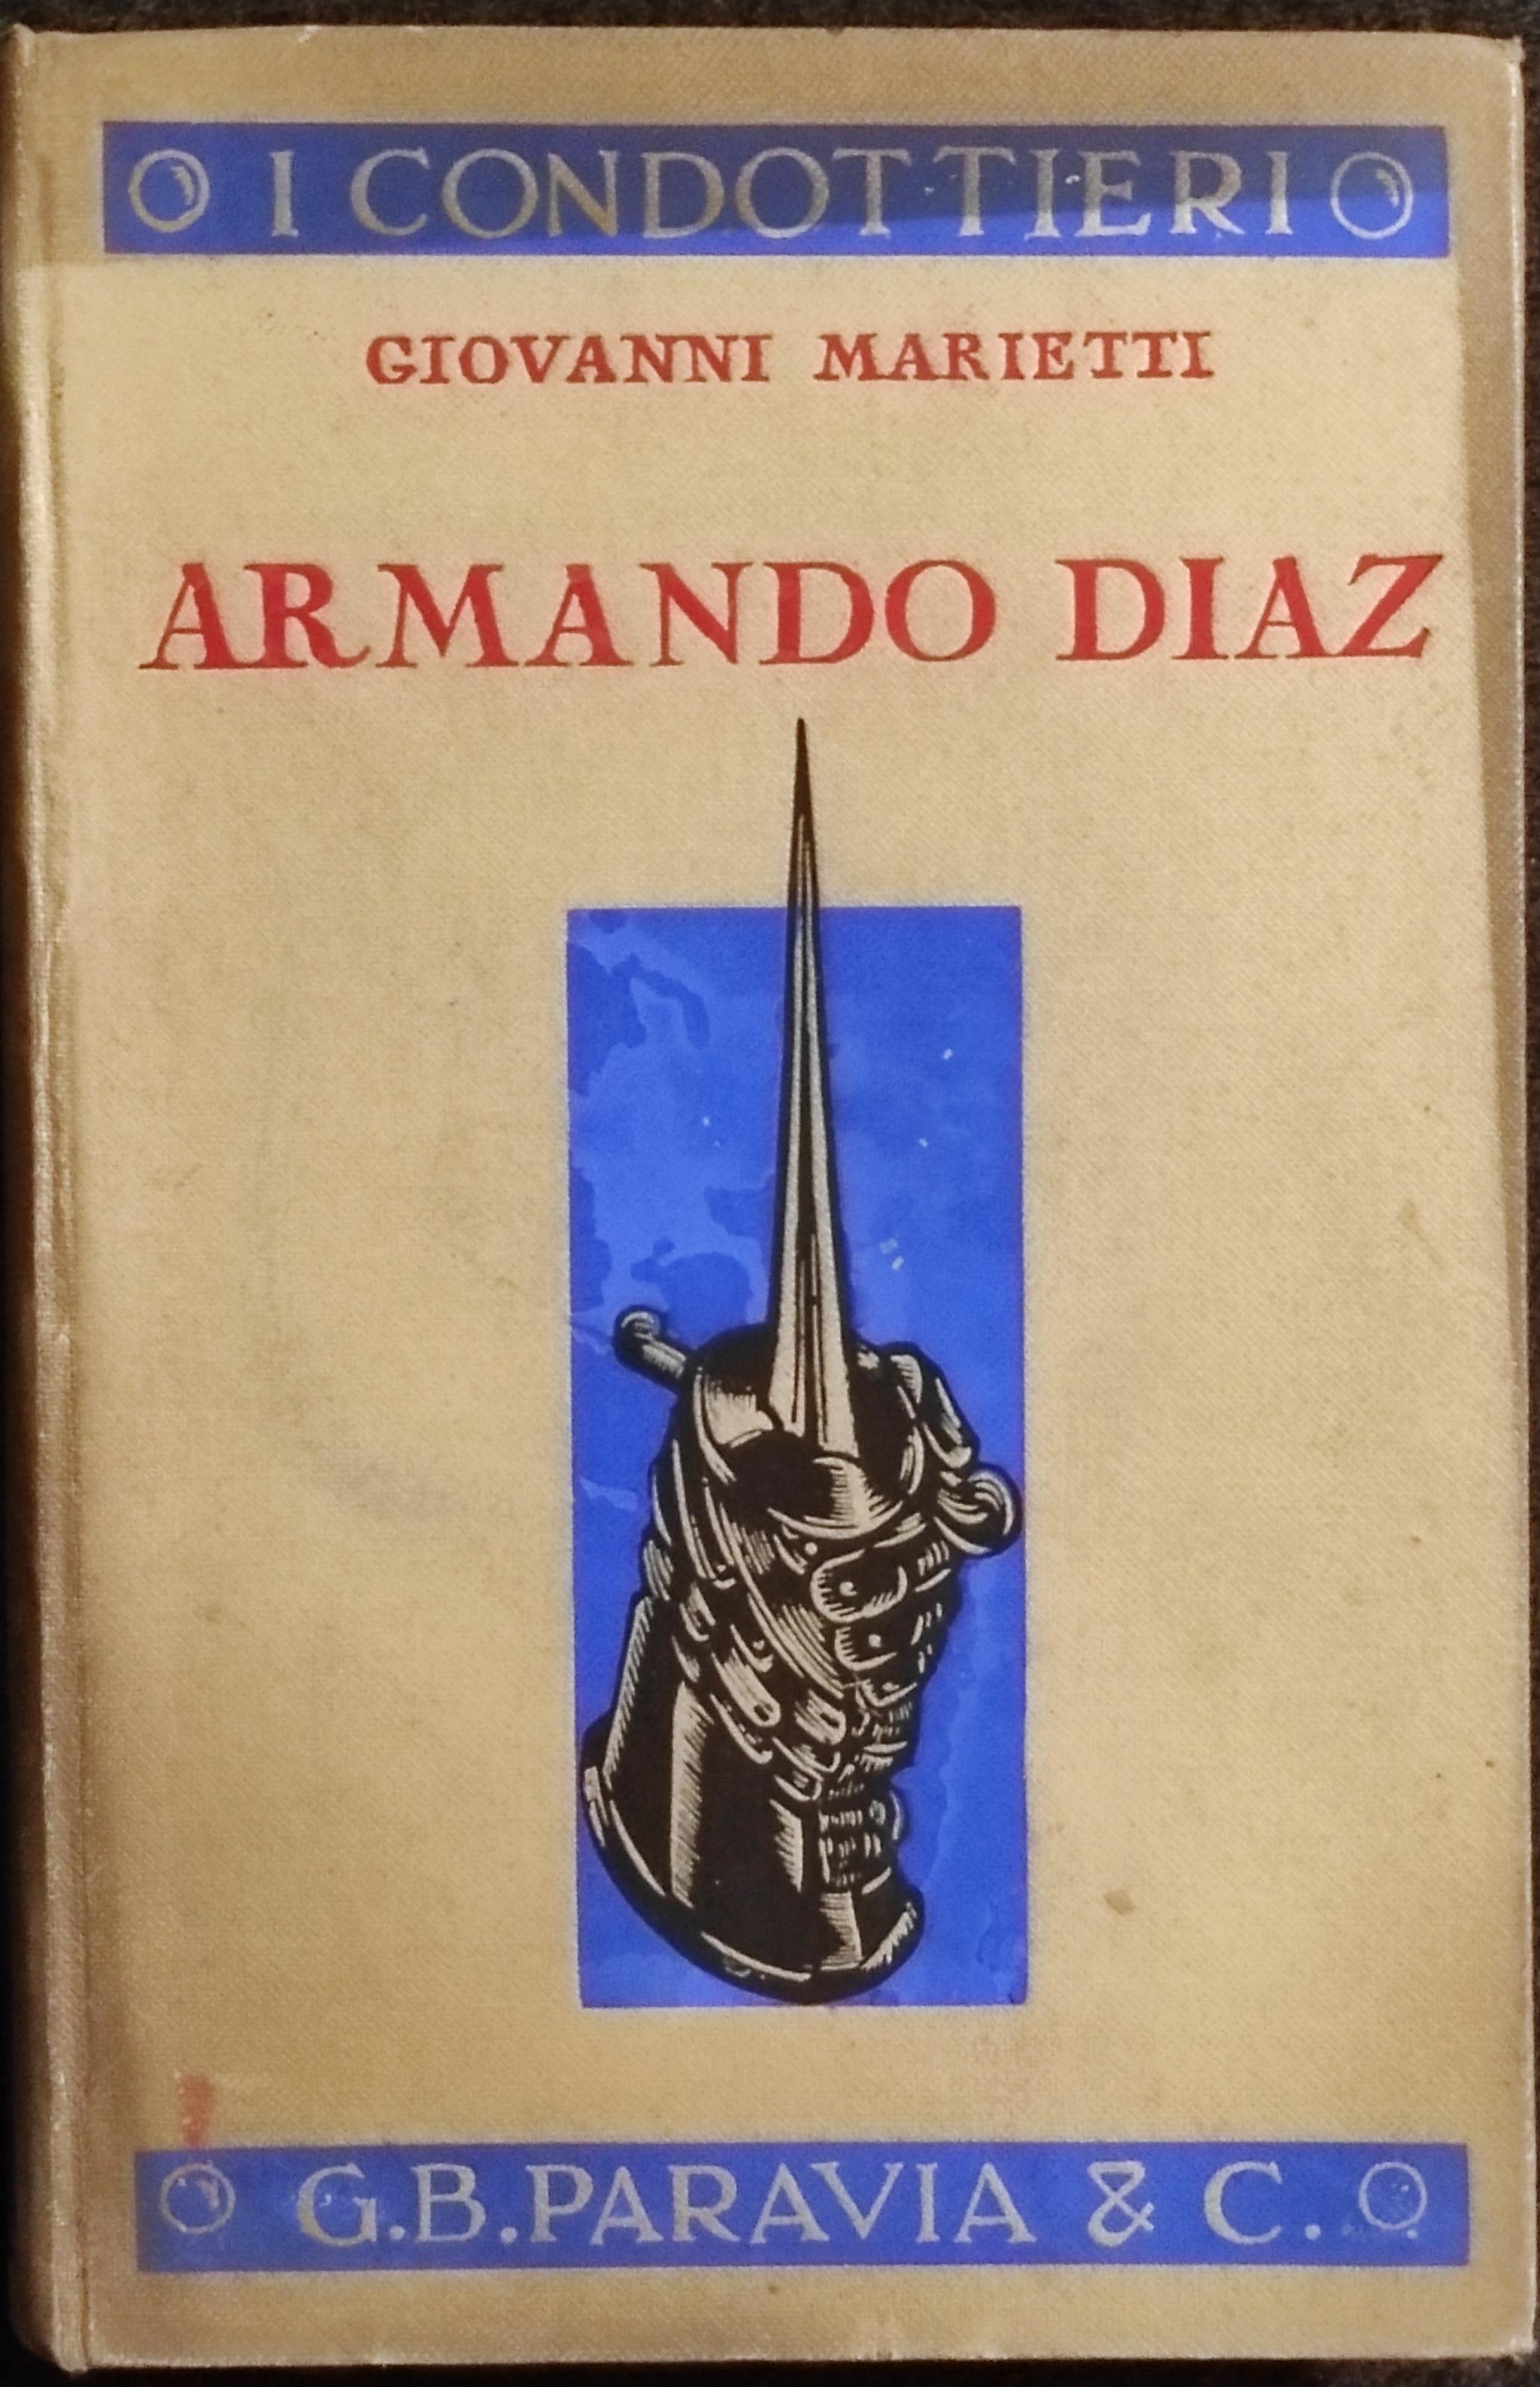 I CONDOTTIERI
GIOVANNI MARIETTI
ARMANDO DIAZ
G.B.PARAVIA & C.